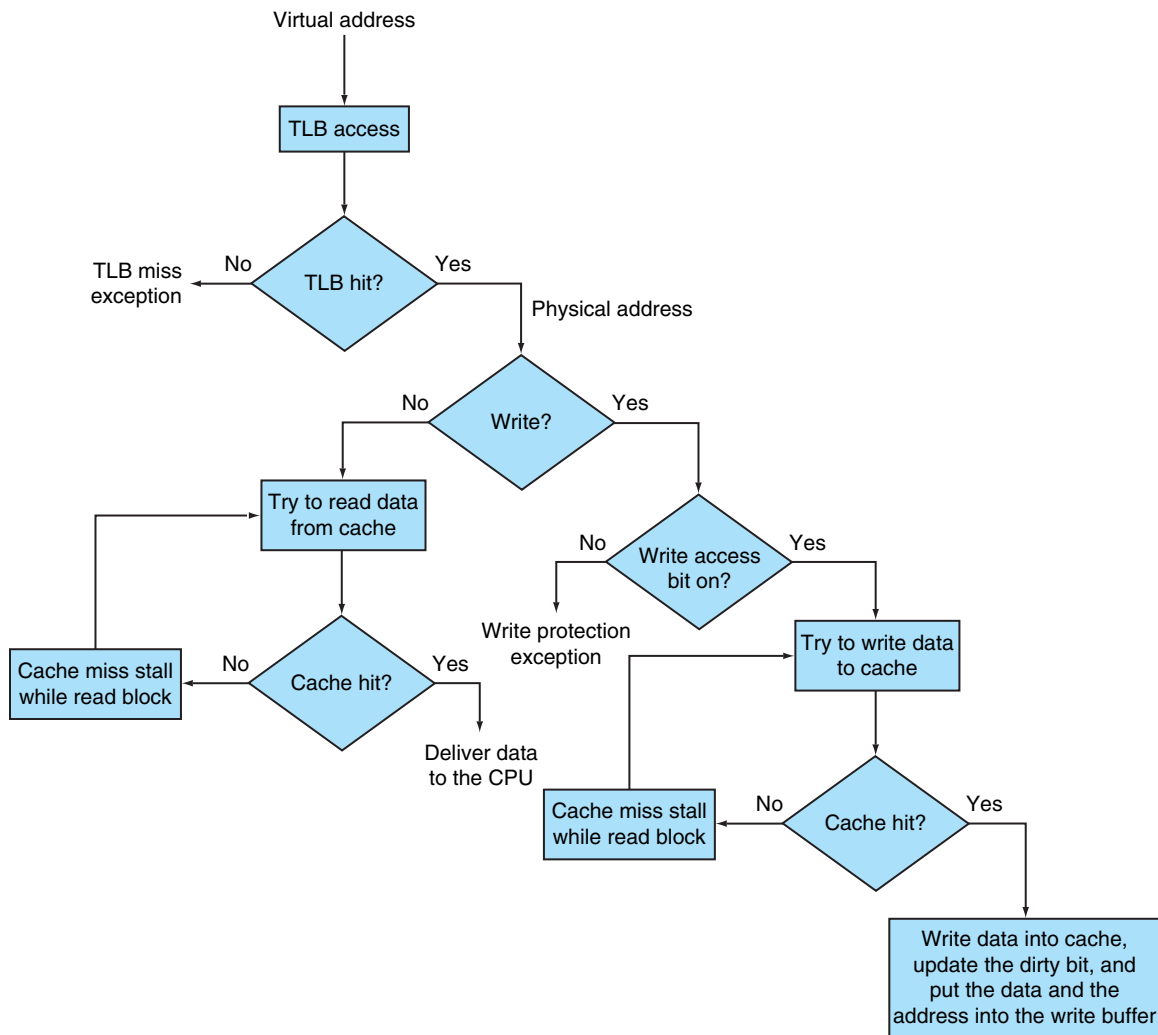 Virtual address
TLB access
TLB hit?
No
Yes
TLB miss
exception
Physical address
Write?
No
Yes
Try to read data
from cache
Write access
bit on?
No
Yes
Write protection
exception
Try to write data
to cache
Cache hit?
No
Yes
Cache miss stall
while read block
Deliver data
to the CPU
Cache hit?
No
Yes
Cache miss stall
while read block
Write data into cache,
update the dirty bit, and
put the data and the
address into the write buffer